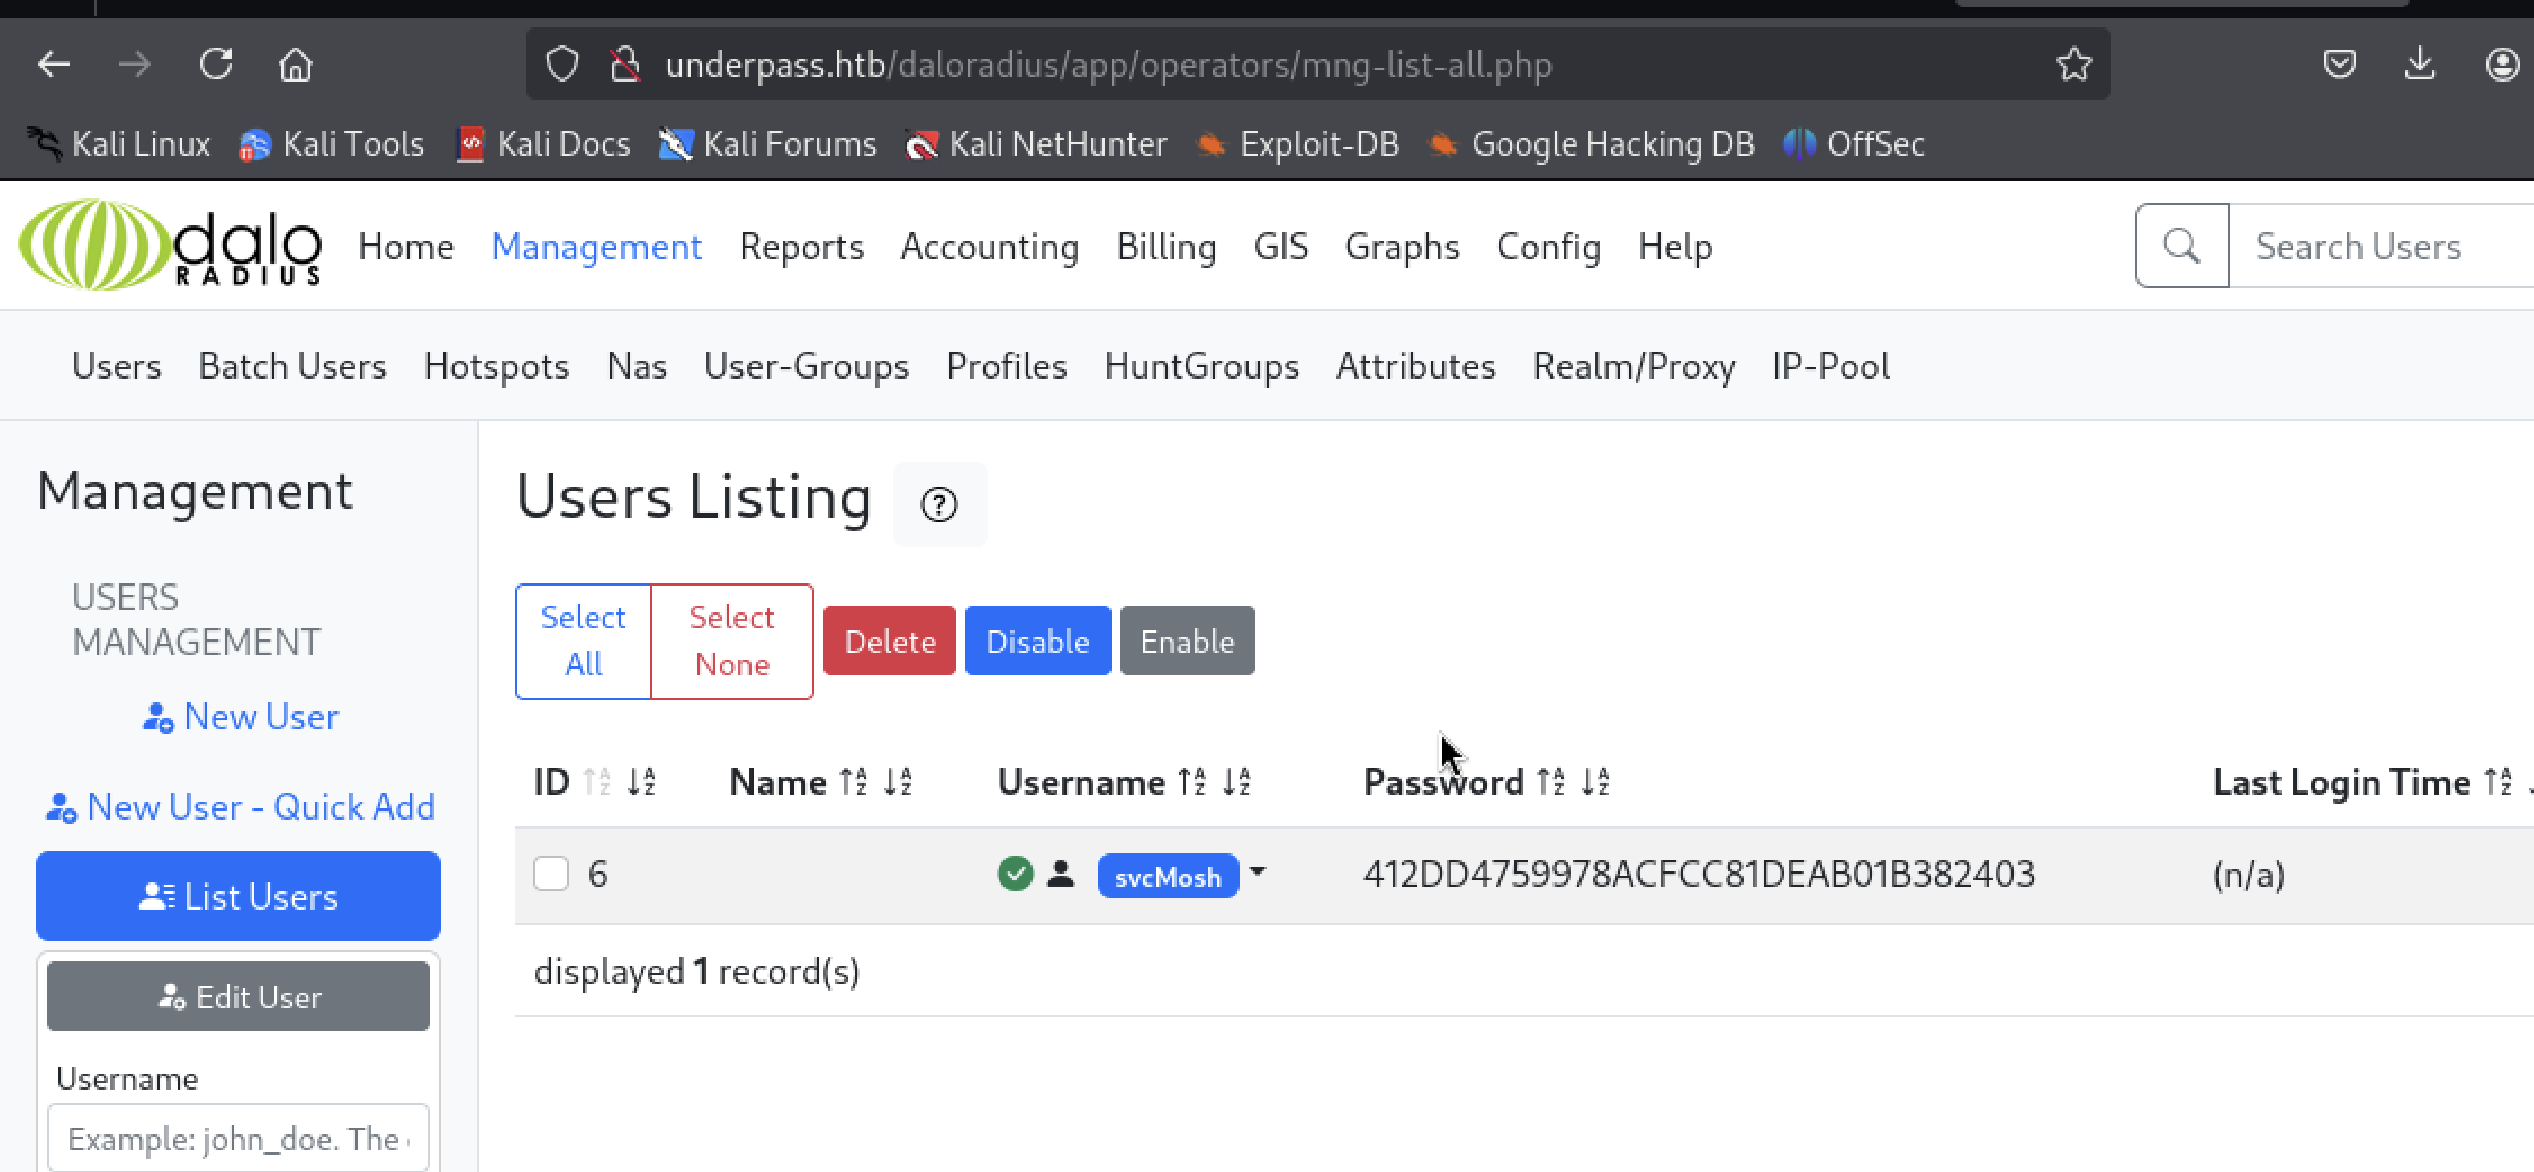 underpass.htb/daloradius/app/operators/mng-list-all.php
Kali Linux Kali Tools Kali Docs Kali Forums Kali NetHunter Exploit-DB Google Hacking DB OffSec
dalo RADIUS Home Management Reports Accounting Billing GIS Graphs Config Help Search Users
Users Batch Users Hotspots Nas User-Groups Profiles HuntGroups Attributes Realm/Proxy IP-Pool
Management
USERS
MANAGEMENT
New User
New User - Quick Add
List Users
Edit User
Username
Example: john_doe. The
Users Listing
Select All Select None Delete Disable Enable
ID Name Username Password Last Login Time
6 svcMosh 412DD4759978ACFCC81DEAB01B382403 (n/a)
displayed 1 record(s)